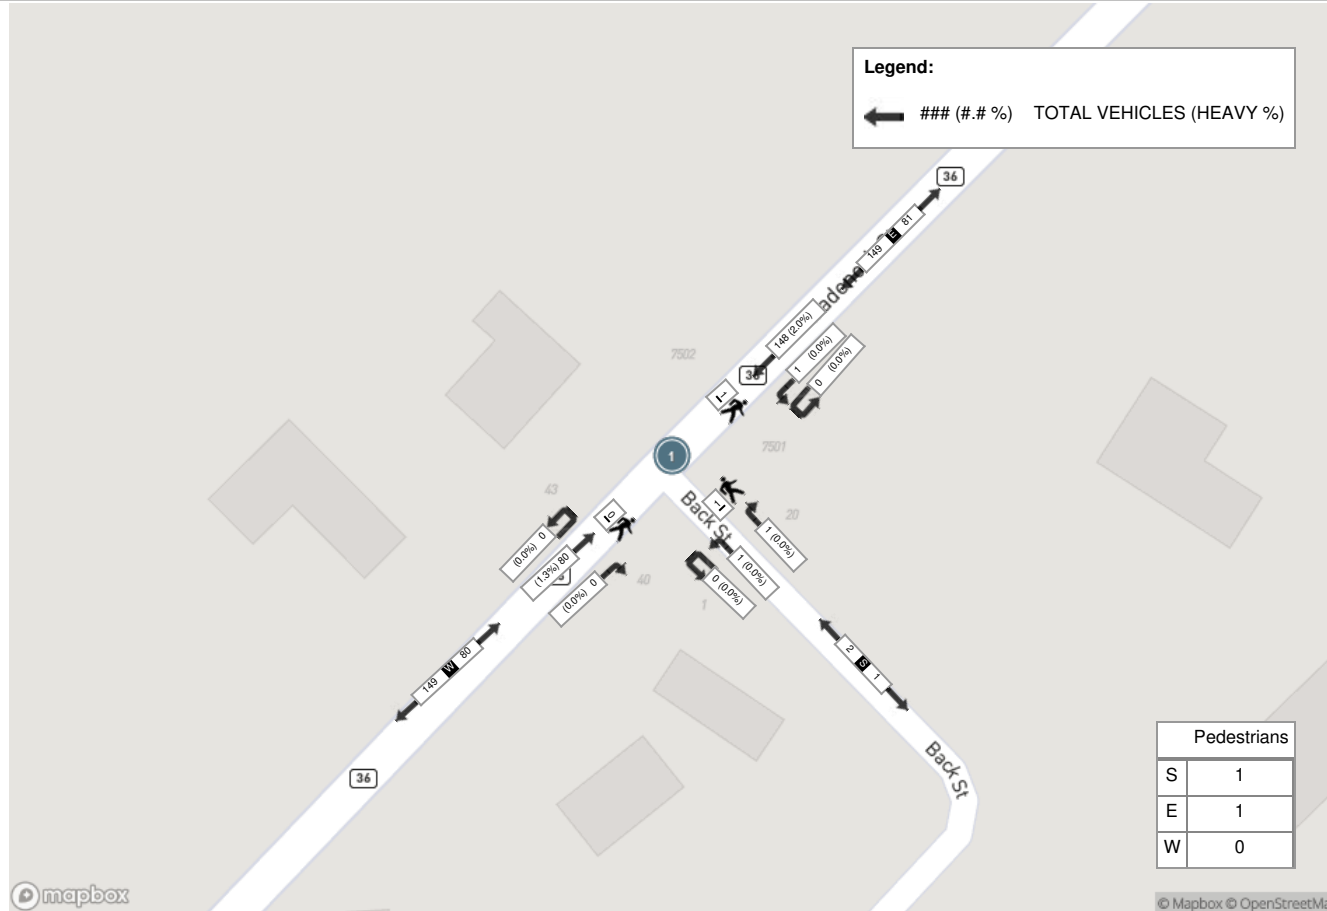 Legend:
### (#.# %) TOTAL VEHICLES (HEAVY %)
36
81
E
149
148 (2.0%)
36
1 (0.0%)
0 (0.0%)
7502
1
7501
1
43
20
Back St
1
1 (0.0%)
0
(0.0%) 0
(1.3%) 80
(0.0%) 0
40
1 (0.0%)
0 (0.0%)
1
80
W
149
2
S
1
36
Back St
Pedestrians
S 1
E 1
W 0
mapbox
© Mapbox ©